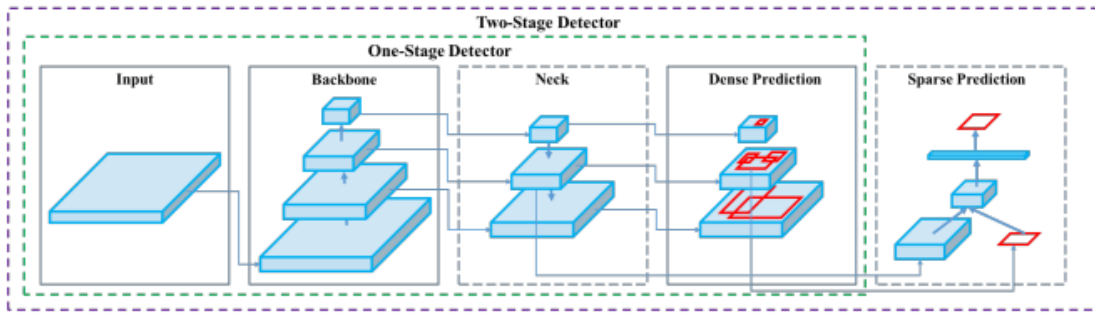 Two-Stage Detector
One-Stage Detector
Input
Backbone
Neck
Dense Prediction
Sparse Prediction